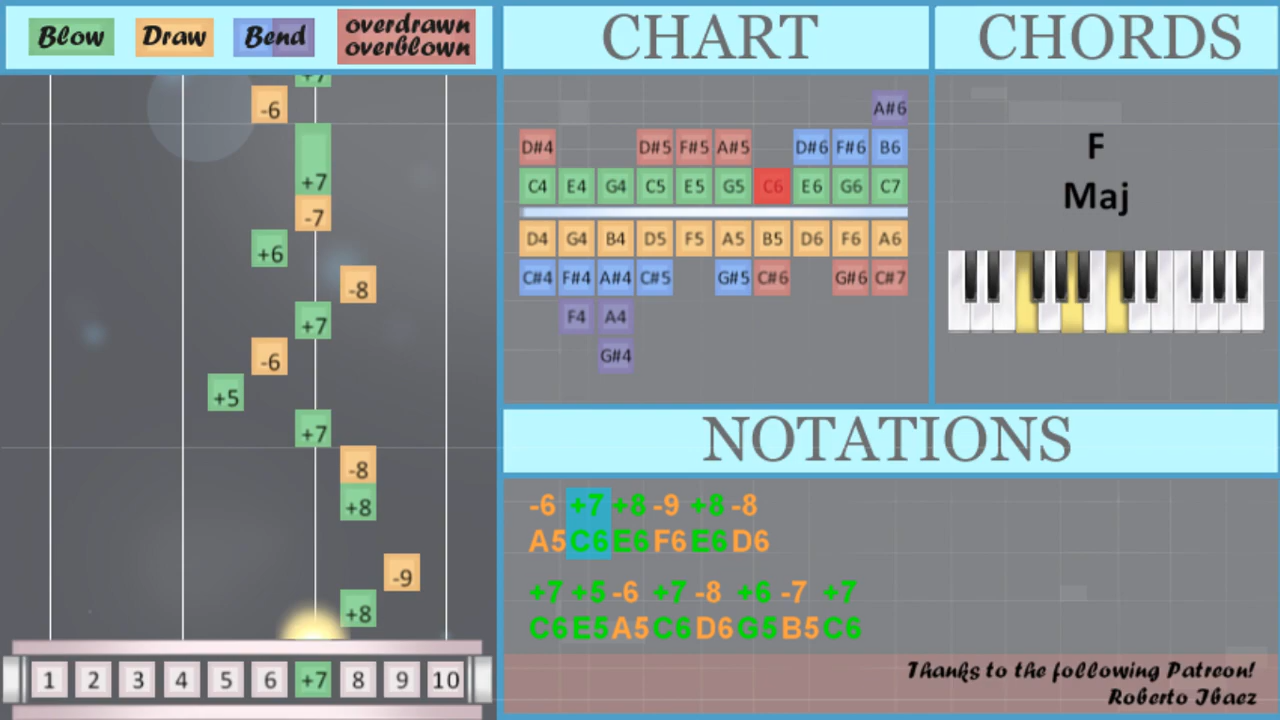 Blow Draw Bend overdrawn
overblown
CHART
CHORDS
+7
-6
+7
-7
+6
-8
+7
-6
+5
+7
-8
+8
-9
+8
1 2 3 4 5 6 +7 8 9 10
A#6
D#4 D#5 F#5 A#5 D#6 F#6 B6
C4 E4 G4 C5 E5 G5 C6 E6 G6 C7
D4 G4 B4 D5 F5 A5 B5 D6 F6 A6
C#4 F#4 A#4 C#5 G#5 C#6 G#6 C#7
F4 A4
G#4
F
Maj
NOTATIONS
-6 +7 +8 -9 +8 -8
A5 C6 E6 F6 E6 D6
+7 +5 -6 +7 -8 +6 -7 +7
C6 E5 A5 C6 D6 G5 B5 C6
Thanks to the following Patreon!
Roberto Ibaez